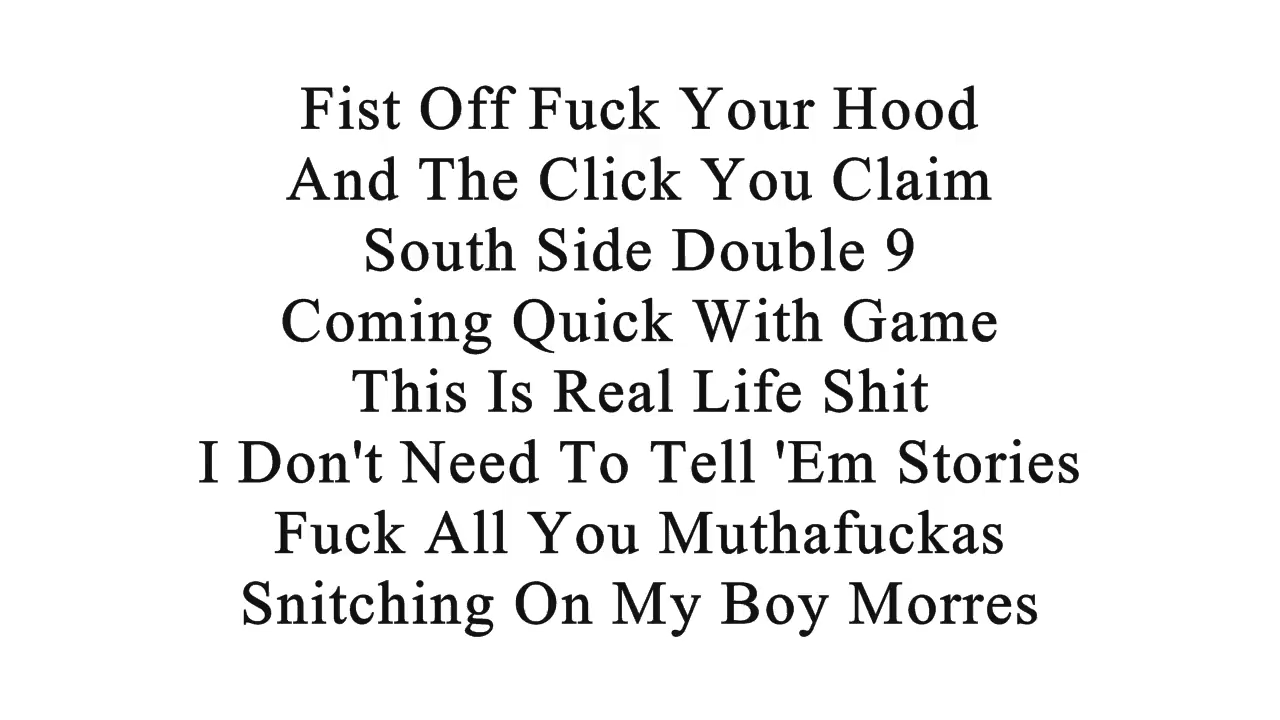 Fist Off Fuck Your Hood
And The Click You Claim
South Side Double 9
Coming Quick With Game
This Is Real Life Shit
I Don't Need To Tell 'Em Stories
Fuck All You Muthafuckas
Snitching On My Boy Morres